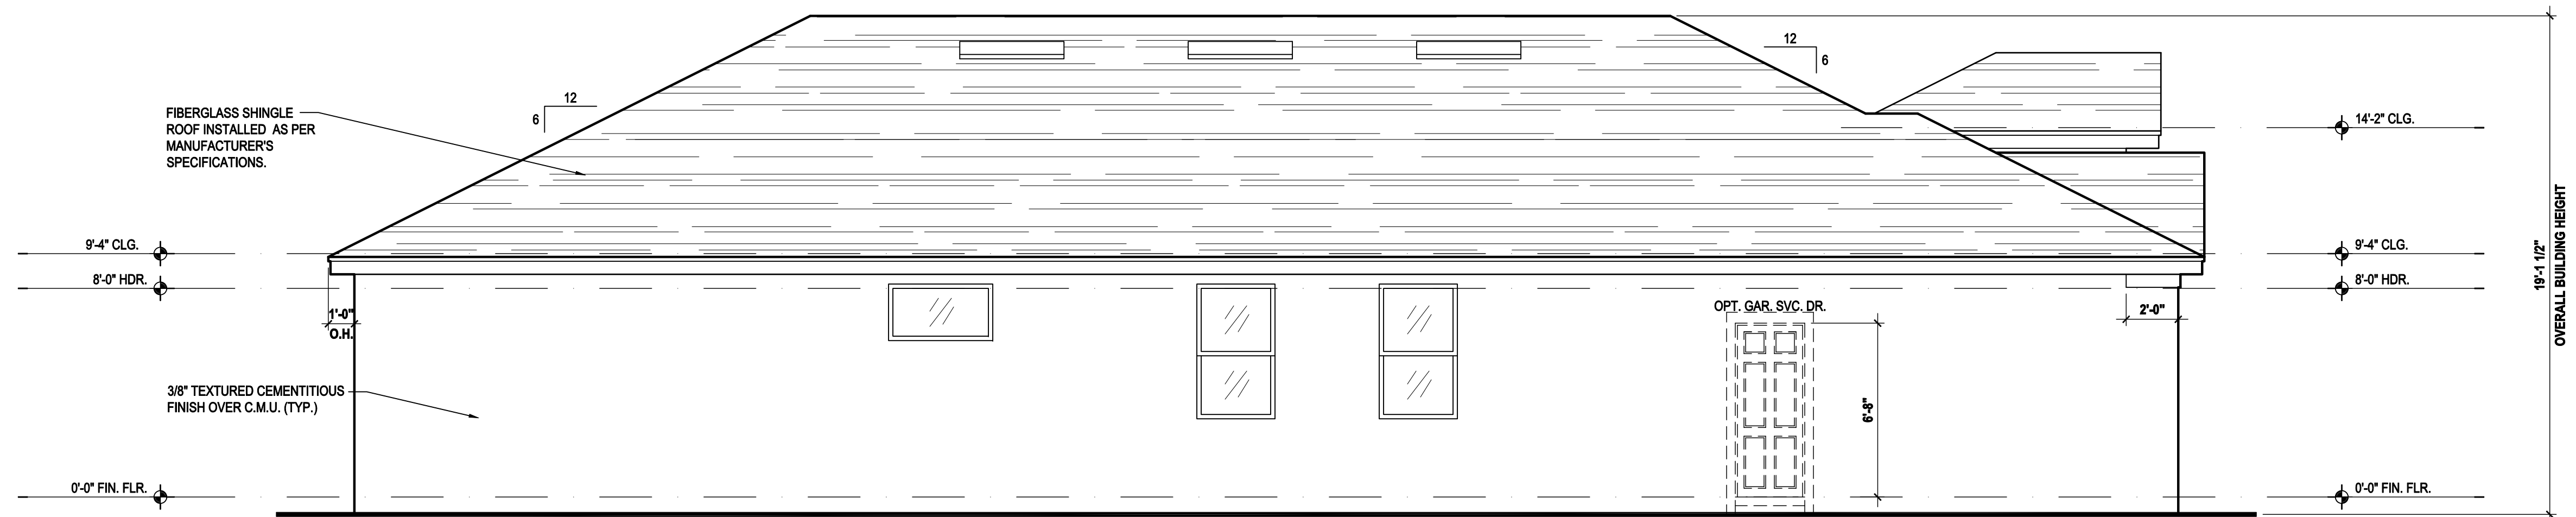 12
6
12
6
FIBERGLASS SHINGLE
ROOF INSTALLED AS PER
MANUFACTURER'S
SPECIFICATIONS.
14'-2" CLG.
9'-4" CLG.
9'-4" CLG.
8'-0" HDR.
8'-0" HDR.
1'-0"
O.H.
OPT. GAR. SVC. DR.
2'-0"
19'-1 1/2"
OVERALL BUILDING HEIGHT
3/8" TEXTURED CEMENTITIOUS
FINISH OVER C.M.U. (TYP.)
6'-8"
0'-0" FIN. FLR.
0'-0" FIN. FLR.